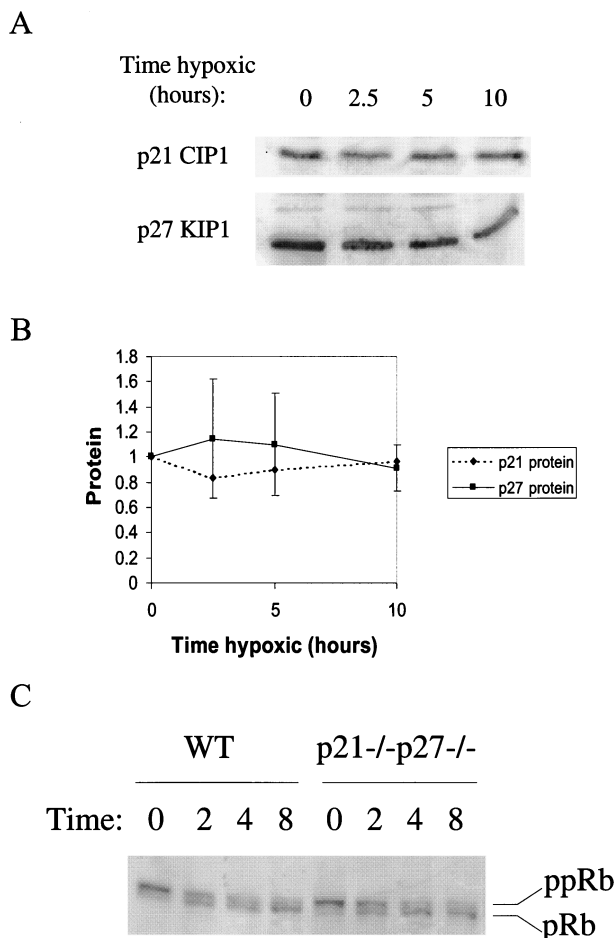 A
Time hypoxic
(hours):
0 2.5 5 10
p21 CIP1
p27 KIP1
B
1.8
1.6
1.4
1.2
1
0.8
0.6
0.4
0.2
0
Protein
0 5 10
Time hypoxic (hours)
p21 protein
p27 protein
C
WT p21-/-p27-/-
Time: 0 2 4 8 0 2 4 8
ppRb
pRb